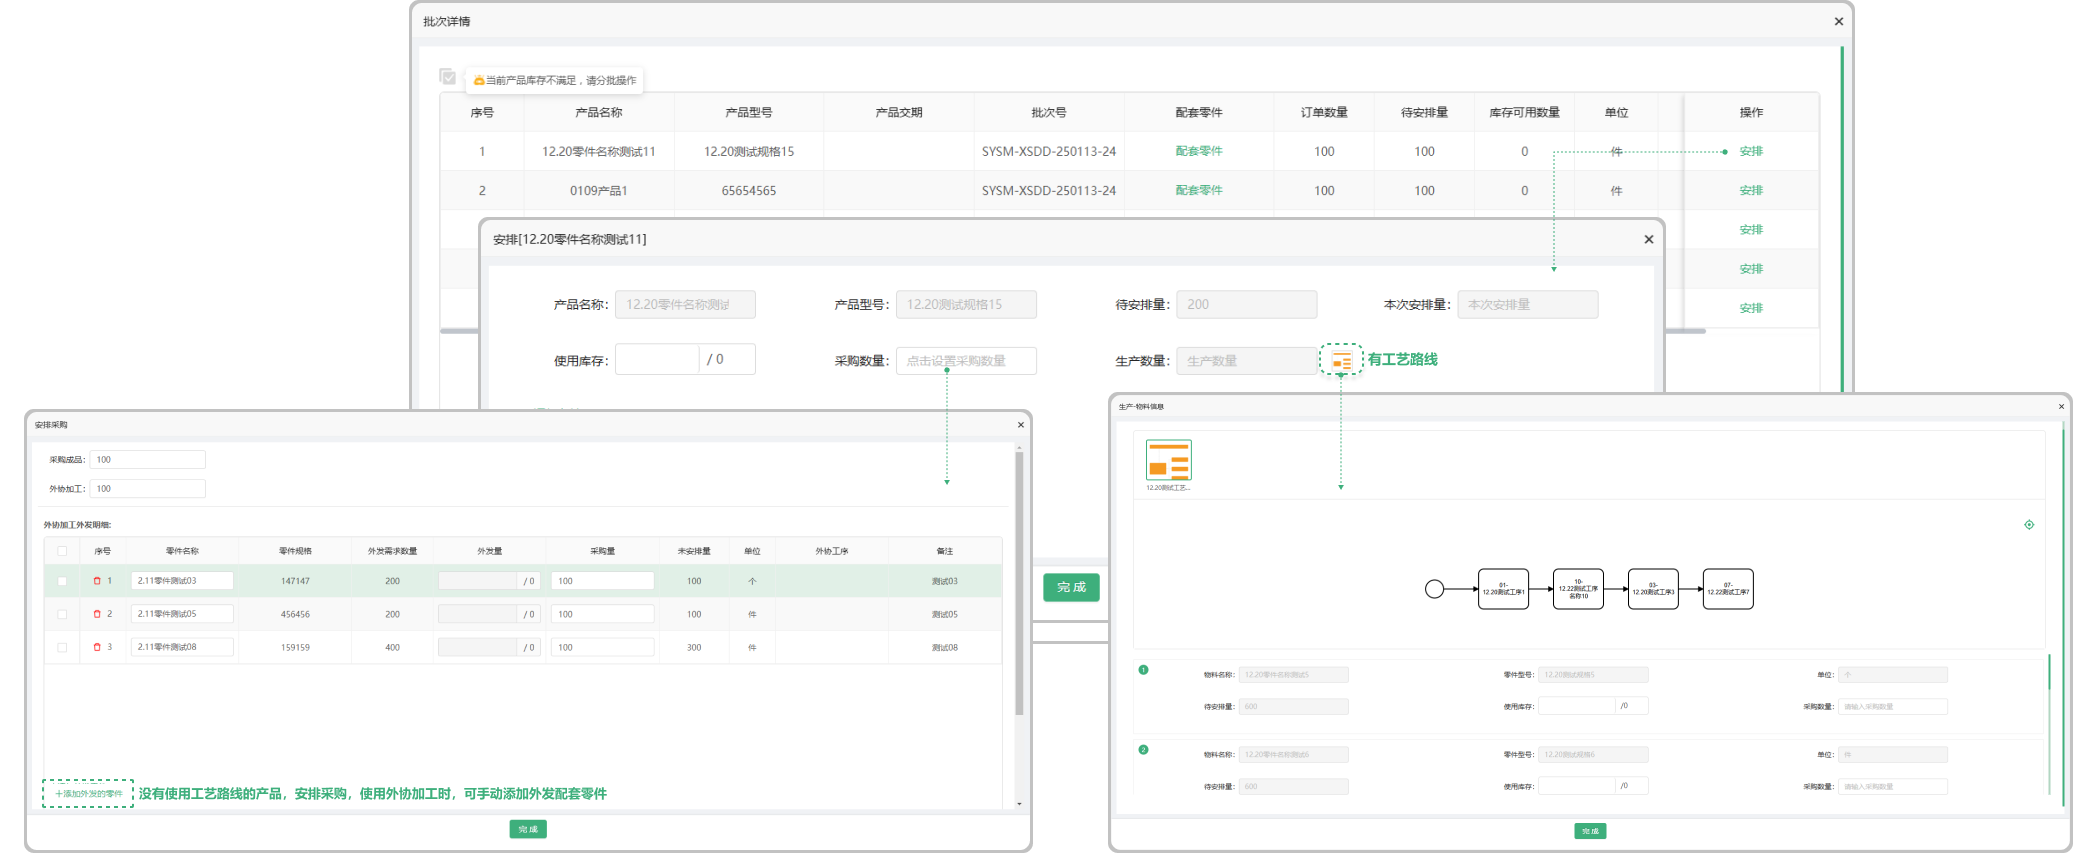 批次详情
当前产品库存不满足，请分批操作
序号 产品名称 产品型号 产品交期 批次号 配套零件 订单数量 待安排量 库存可用数量 单位 操作
1 12.20零件名称测试11 12.20测试规格15 SYSM-XSDD-250113-24 配套零件 100 100 0 件 安排
2 0109产品1 65654565 SYSM-XSDD-250113-24 配套零件 100 100 0 件 安排
安排
安排
安排
安排[12.20零件名称测试11]
产品名称: 12.20零件名称测试 产品型号: 12.20测试规格15 待安排量: 200 本次安排量: 本次安排量
使用库存: / 0 采购数量: 点击设置采购数量 生产数量: 生产数量 有工艺路线
完成
安排采购
采购成品: 100
外协加工: 100
外协加工外发明细:
序号 零件名称 零件规格 外发需求数量 外发量 采购量 未安排量 单位 外协工序 备注
1 2.11零件测试03 147147 200 / 0 100 100 个 测试03
2 2.11零件测试05 456456 200 / 0 100 100 件 测试05
3 2.11零件测试08 159159 400 / 0 100 300 件 测试08
+添加外发的零件 没有使用工艺路线的产品，安排采购，使用外协加工时，可手动添加外发配套零件
完成
生产-物料信息
12.20测试工艺...
01-
12.20测试工序1
10-
12.22测试工序
名称10
03-
12.20测试工序3
07-
12.22测试工序7
1 物料名称: 12.20零件名称测试5 零件型号: 12.20测试规格5 单位: 个
待安排量: 600 使用库存: /0 采购数量: 请输入采购数量
2 物料名称: 12.20零件名称测试6 零件型号: 12.20测试规格6 单位: 件
待安排量: 600 使用库存: /0 采购数量: 请输入采购数量
完成